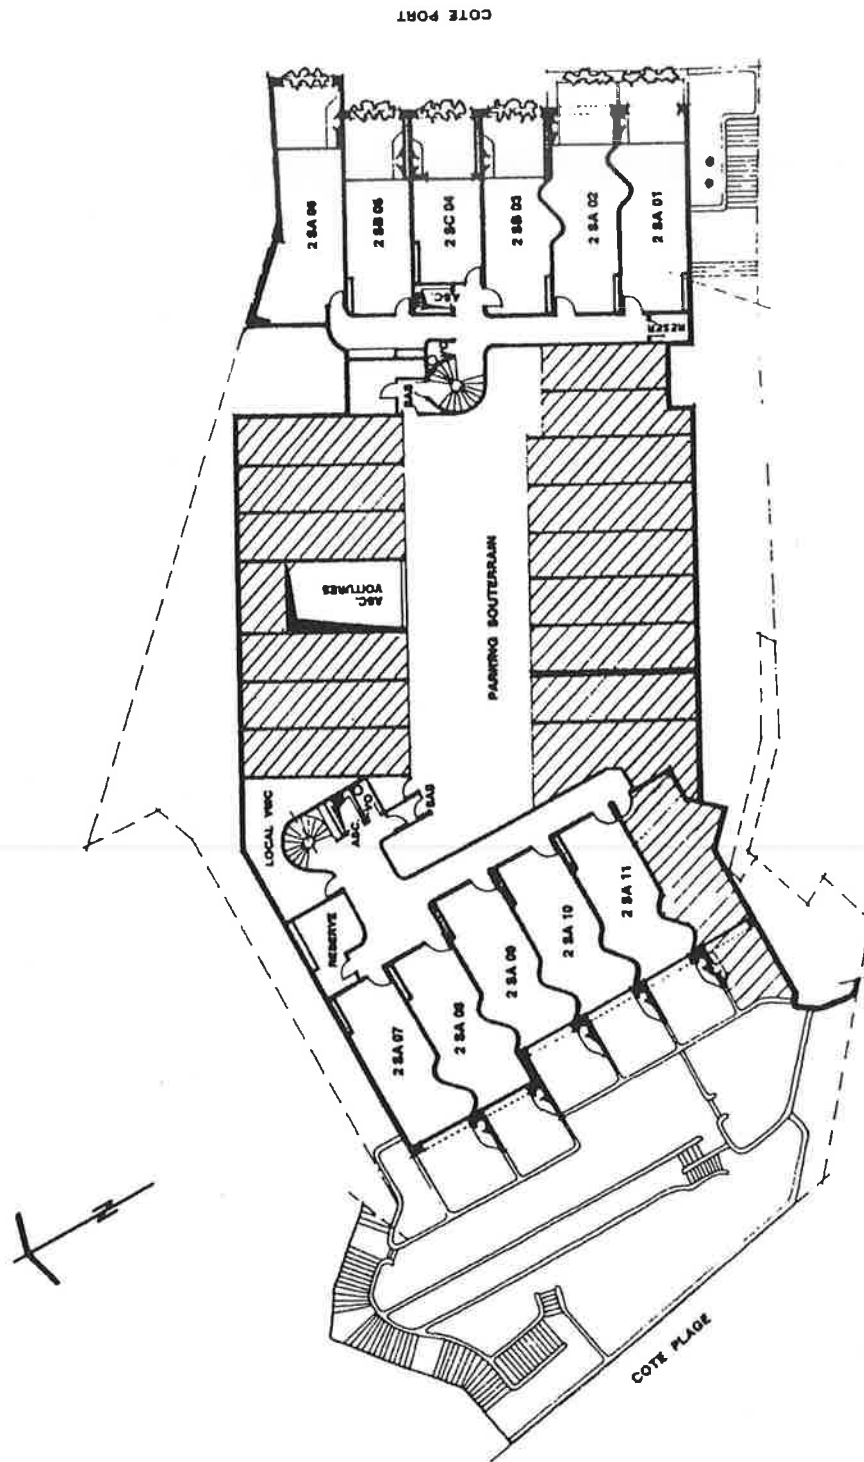 COTE PORT
2 SA 06
2 SB 05
2 SC 04
2 SB 03
2 SA 02
2 SA 01
ASC.
RESER
SAS
ASC.
VOITURES
PARKING SOUTERRAIN
LOCAL VMC
ASC.
VO
SAS
RESERVE
2 SA 07
2 SA 08
2 SA 09
2 SA 10
2 SA 11
N
COTE PLAGE